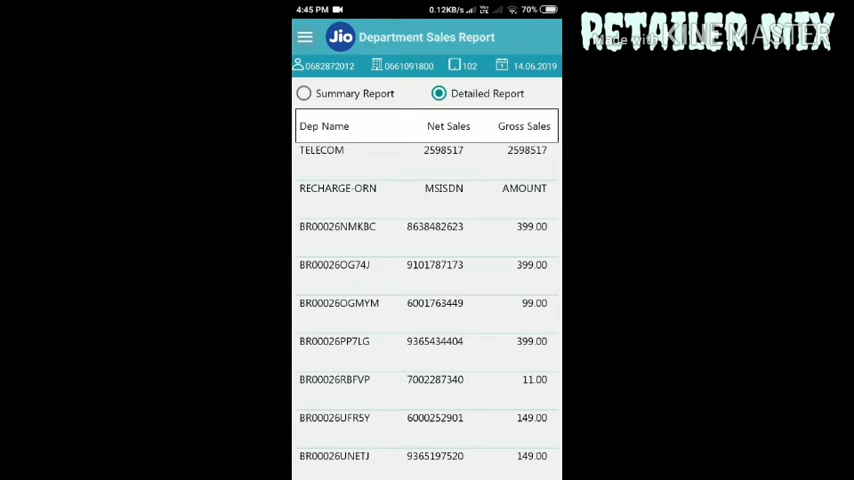 4:45 PM 0.12KB/s 70%
RETAILER MIX
Made with KINEMASTER
Jio Department Sales Report
0682872012 0661091800 102 14.06.2019
Summary Report Detailed Report
Dep Name Net Sales Gross Sales
TELECOM 2598517 2598517
RECHARGE-ORN MSISDN AMOUNT
BR00026NMKBC 8638482623 399.00
BR00026OG74J 9101787173 399.00
BR00026OGMYM 6001763449 99.00
BR00026PP7LG 9365434404 399.00
BR00026RBFVP 7002287340 11.00
BR00026UFR5Y 6000252901 149.00
BR00026UNETJ 9365197520 149.00